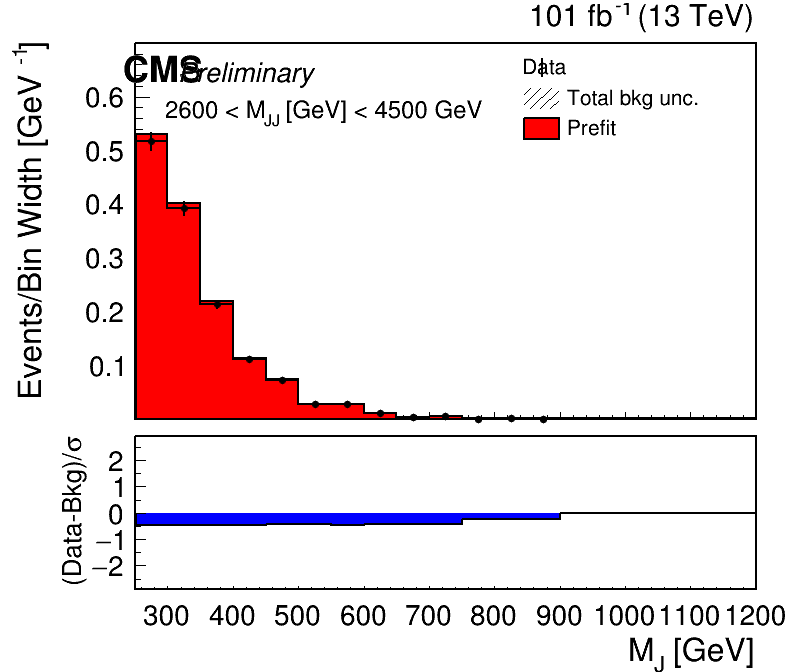 101 fb⁻¹ (13 TeV)
CMS Preliminary
2600 < M_JJ [GeV] < 4500 GeV
Data
Total bkg unc.
Prefit
Events/Bin Width [GeV⁻¹]
0.6
0.5
0.4
0.3
0.2
0.1
(Data-Bkg)/σ
2
1
0
−1
−2
300 400 500 600 700 800 900 1000 1100 1200
M_J [GeV]